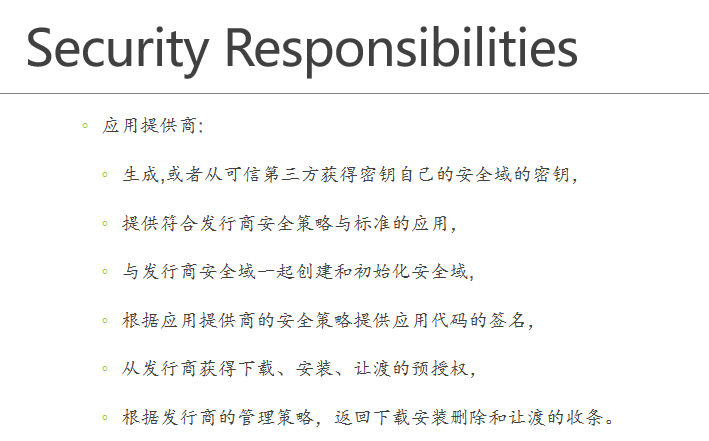 Security Responsibilities
应用提供商:
生成,或者从可信第三方获得密钥自己的安全域的密钥，
提供符合发行商安全策略与标准的应用，
与发行商安全域一起创建和初始化安全域，
根据应用提供商的安全策略提供应用代码的签名，
从发行商获得下载、安装、让渡的预授权，
根据发行商的管理策略，返回下载安装删除和让渡的收条。